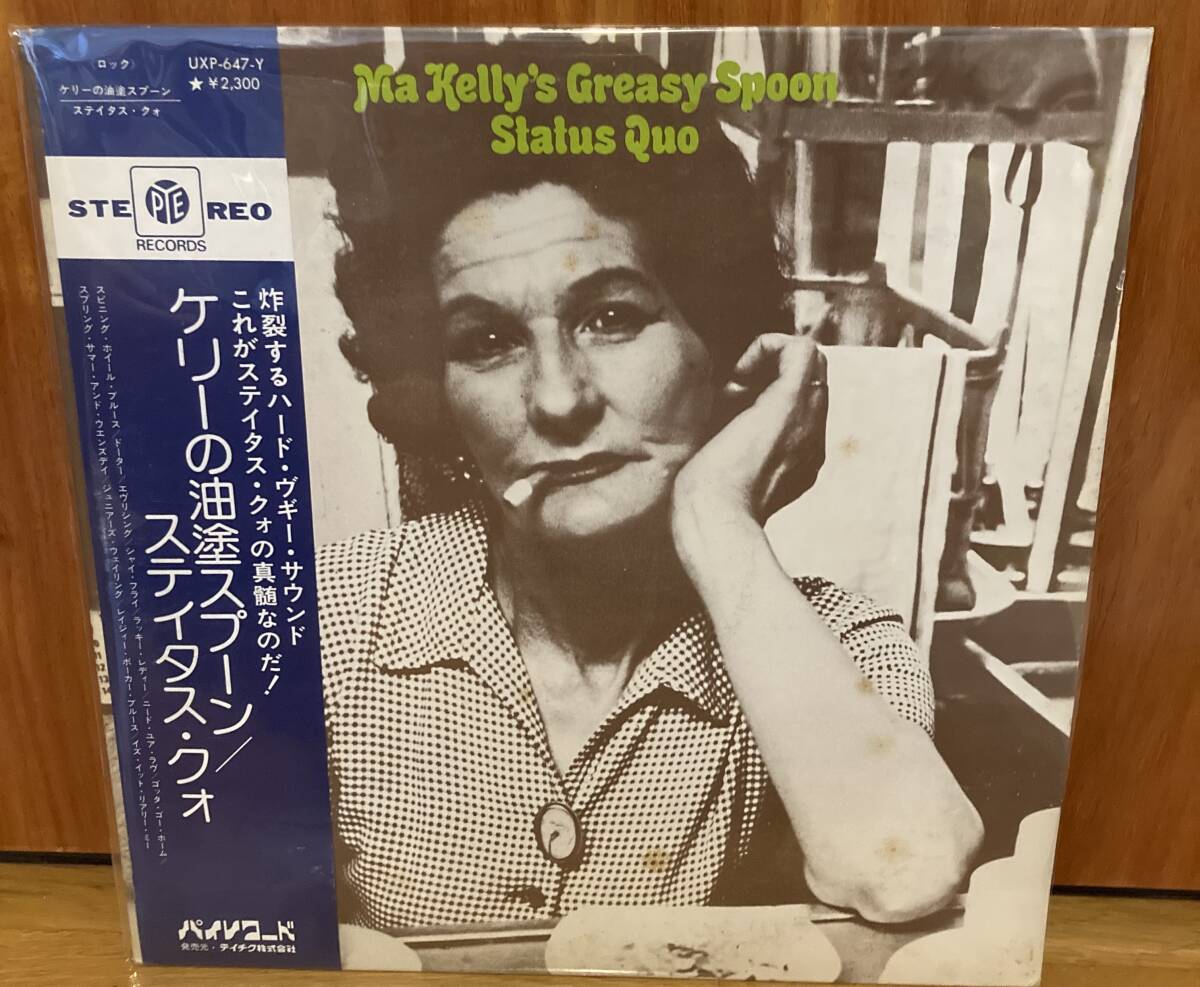 (ロック)
UXP-647-Y
★ ¥2,300
ケリーの油塗スプーン
ステイタス・クォ
STEREO
PYE
RECORDS
炸裂するハード・ヴギー・サウンド
これがステイタス・クォの真髄なのだ!
ケリーの油塗スプーン/
ステイタス・クォ
スピニング・ホイール・ブルース/ドーター/エヴリシング/シャイ・フライ/ラッキー・レディー/ニード・ユア・ラヴ/ゴッタ・ゴー・ホーム/
スプリング・サマー・アンド・ウエンズデイ/ジュニアーズ・ウェイリング/レイジィー・ポーカー・ブルース/イズ・イット・リアリー・ミー
パイレコード
発売元・テイチク株式会社
Ma Kelly's Greasy Spoon
Status Quo
11
12
13